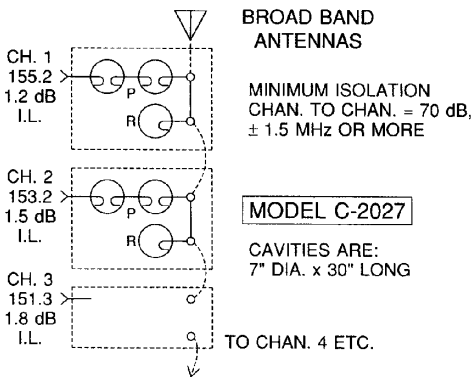 BROAD BAND
ANTENNAS
CH. 1
155.2
1.2 dB
I.L.
P
R
MINIMUM ISOLATION
CHAN. TO CHAN. = 70 dB,
± 1.5 MHz OR MORE
CH. 2
153.2
1.5 dB
I.L.
P
R
MODEL C-2027
CAVITIES ARE:
7" DIA. x 30" LONG
CH. 3
151.3
1.8 dB
I.L.
TO CHAN. 4 ETC.